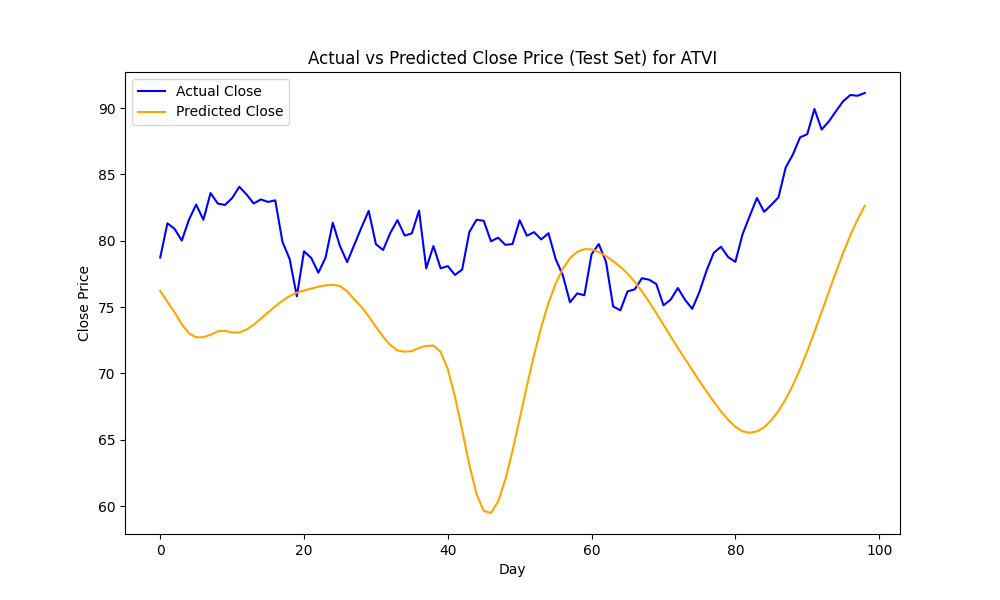 Actual vs Predicted Close Price (Test Set) for ATVI
Actual Close
Predicted Close
90
85
80
75
70
65
60
Close Price
0 20 40 60 80 100
Day